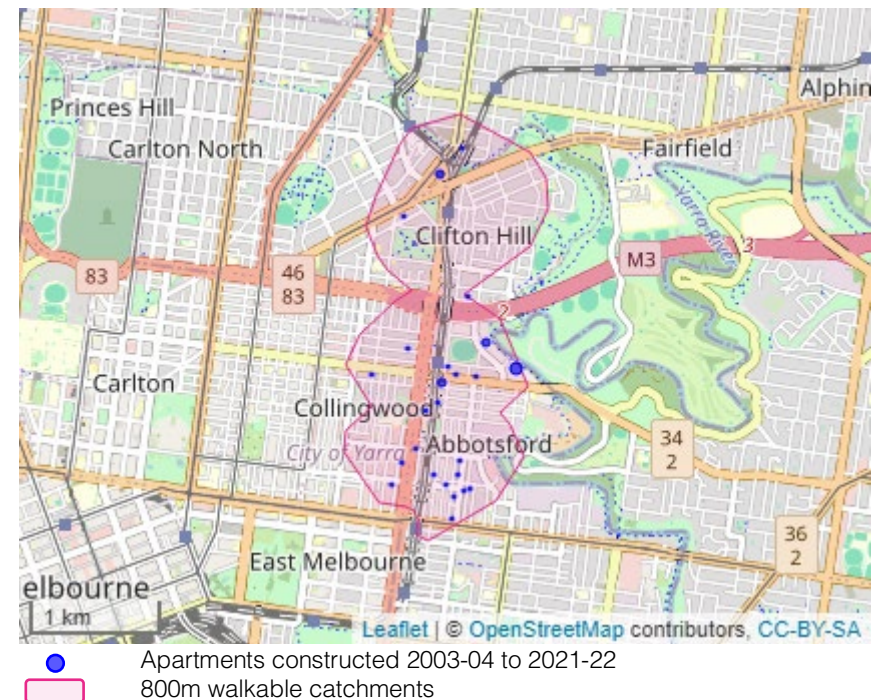 Alphin
Princes Hill
Carlton North
Fairfield
Yarra River
Clifton Hill
M3
3
83
46
83
2
Carlton
Collingwood
34
2
City of Yarra
Abbotsford
36
2
East Melbourne
elbourne
1 km
Leaflet | © OpenStreetMap contributors, CC-BY-SA
Apartments constructed 2003-04 to 2021-22
800m walkable catchments